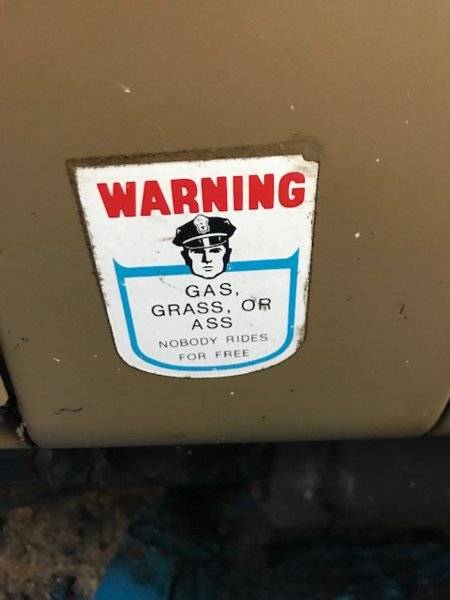 WARNING
GAS,
GRASS, OR
ASS
NOBODY RIDES
FOR FREE